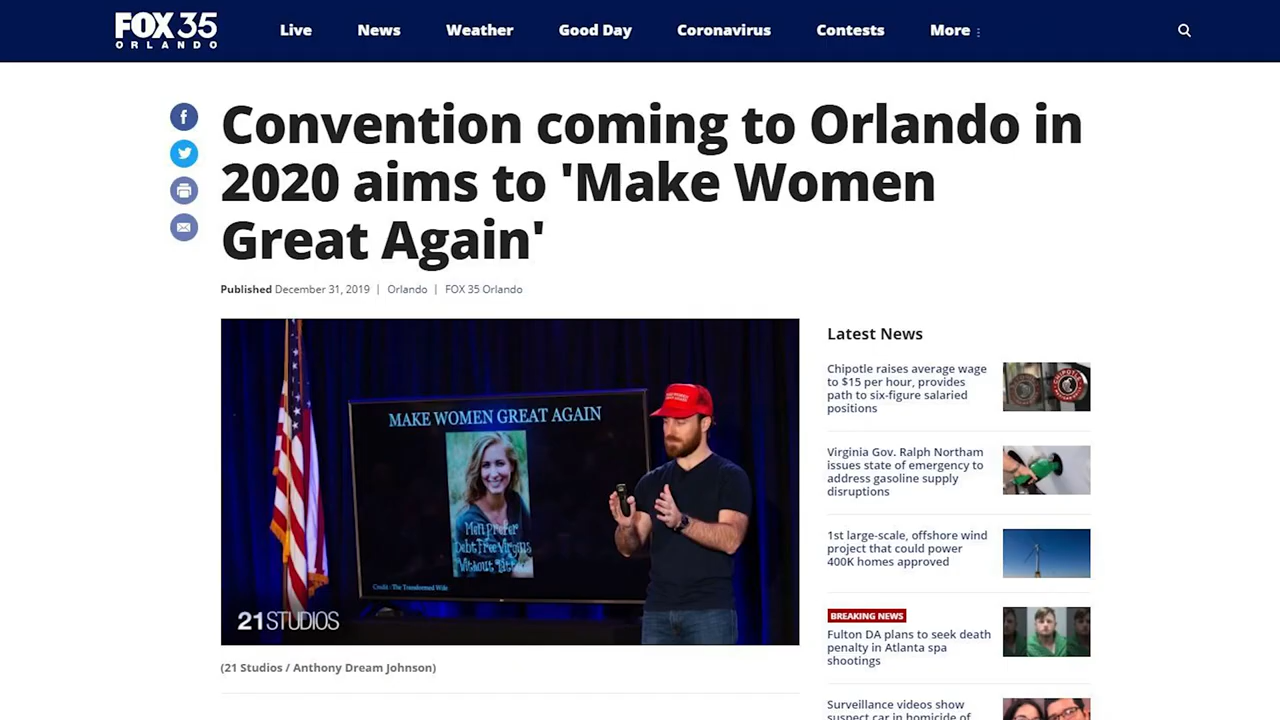 FOX 35
ORLANDO
Live
News
Weather
Good Day
Coronavirus
Contests
More
Convention coming to Orlando in
2020 aims to 'Make Women
Great Again'
Published December 31, 2019 | Orlando | FOX 35 Orlando
MAKE WOMEN GREAT AGAIN
Men Prefer
Debt Free Virgins
Without
Credit - The Transformed Wife
21STUDIOS
(21 Studios / Anthony Dream Johnson)
Latest News
Chipotle raises average wage
to $15 per hour, provides
path to six-figure salaried
positions
CHIPOTLE
Virginia Gov. Ralph Northam
issues state of emergency to
address gasoline supply
disruptions
1st large-scale, offshore wind
project that could power
400K homes approved
BREAKING NEWS
Fulton DA plans to seek death
penalty in Atlanta spa
shootings
Surveillance videos show
suspect car in homicide of